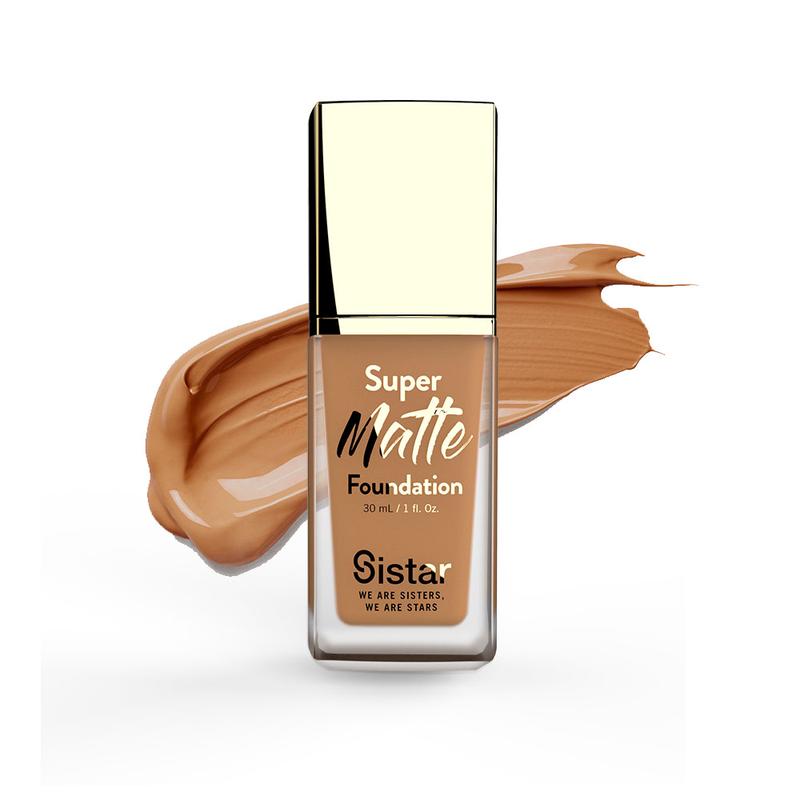 Super
Matte
Foundation
30 mL / 1 fl. Oz.
Sistar
WE ARE SISTERS,
WE ARE STARS